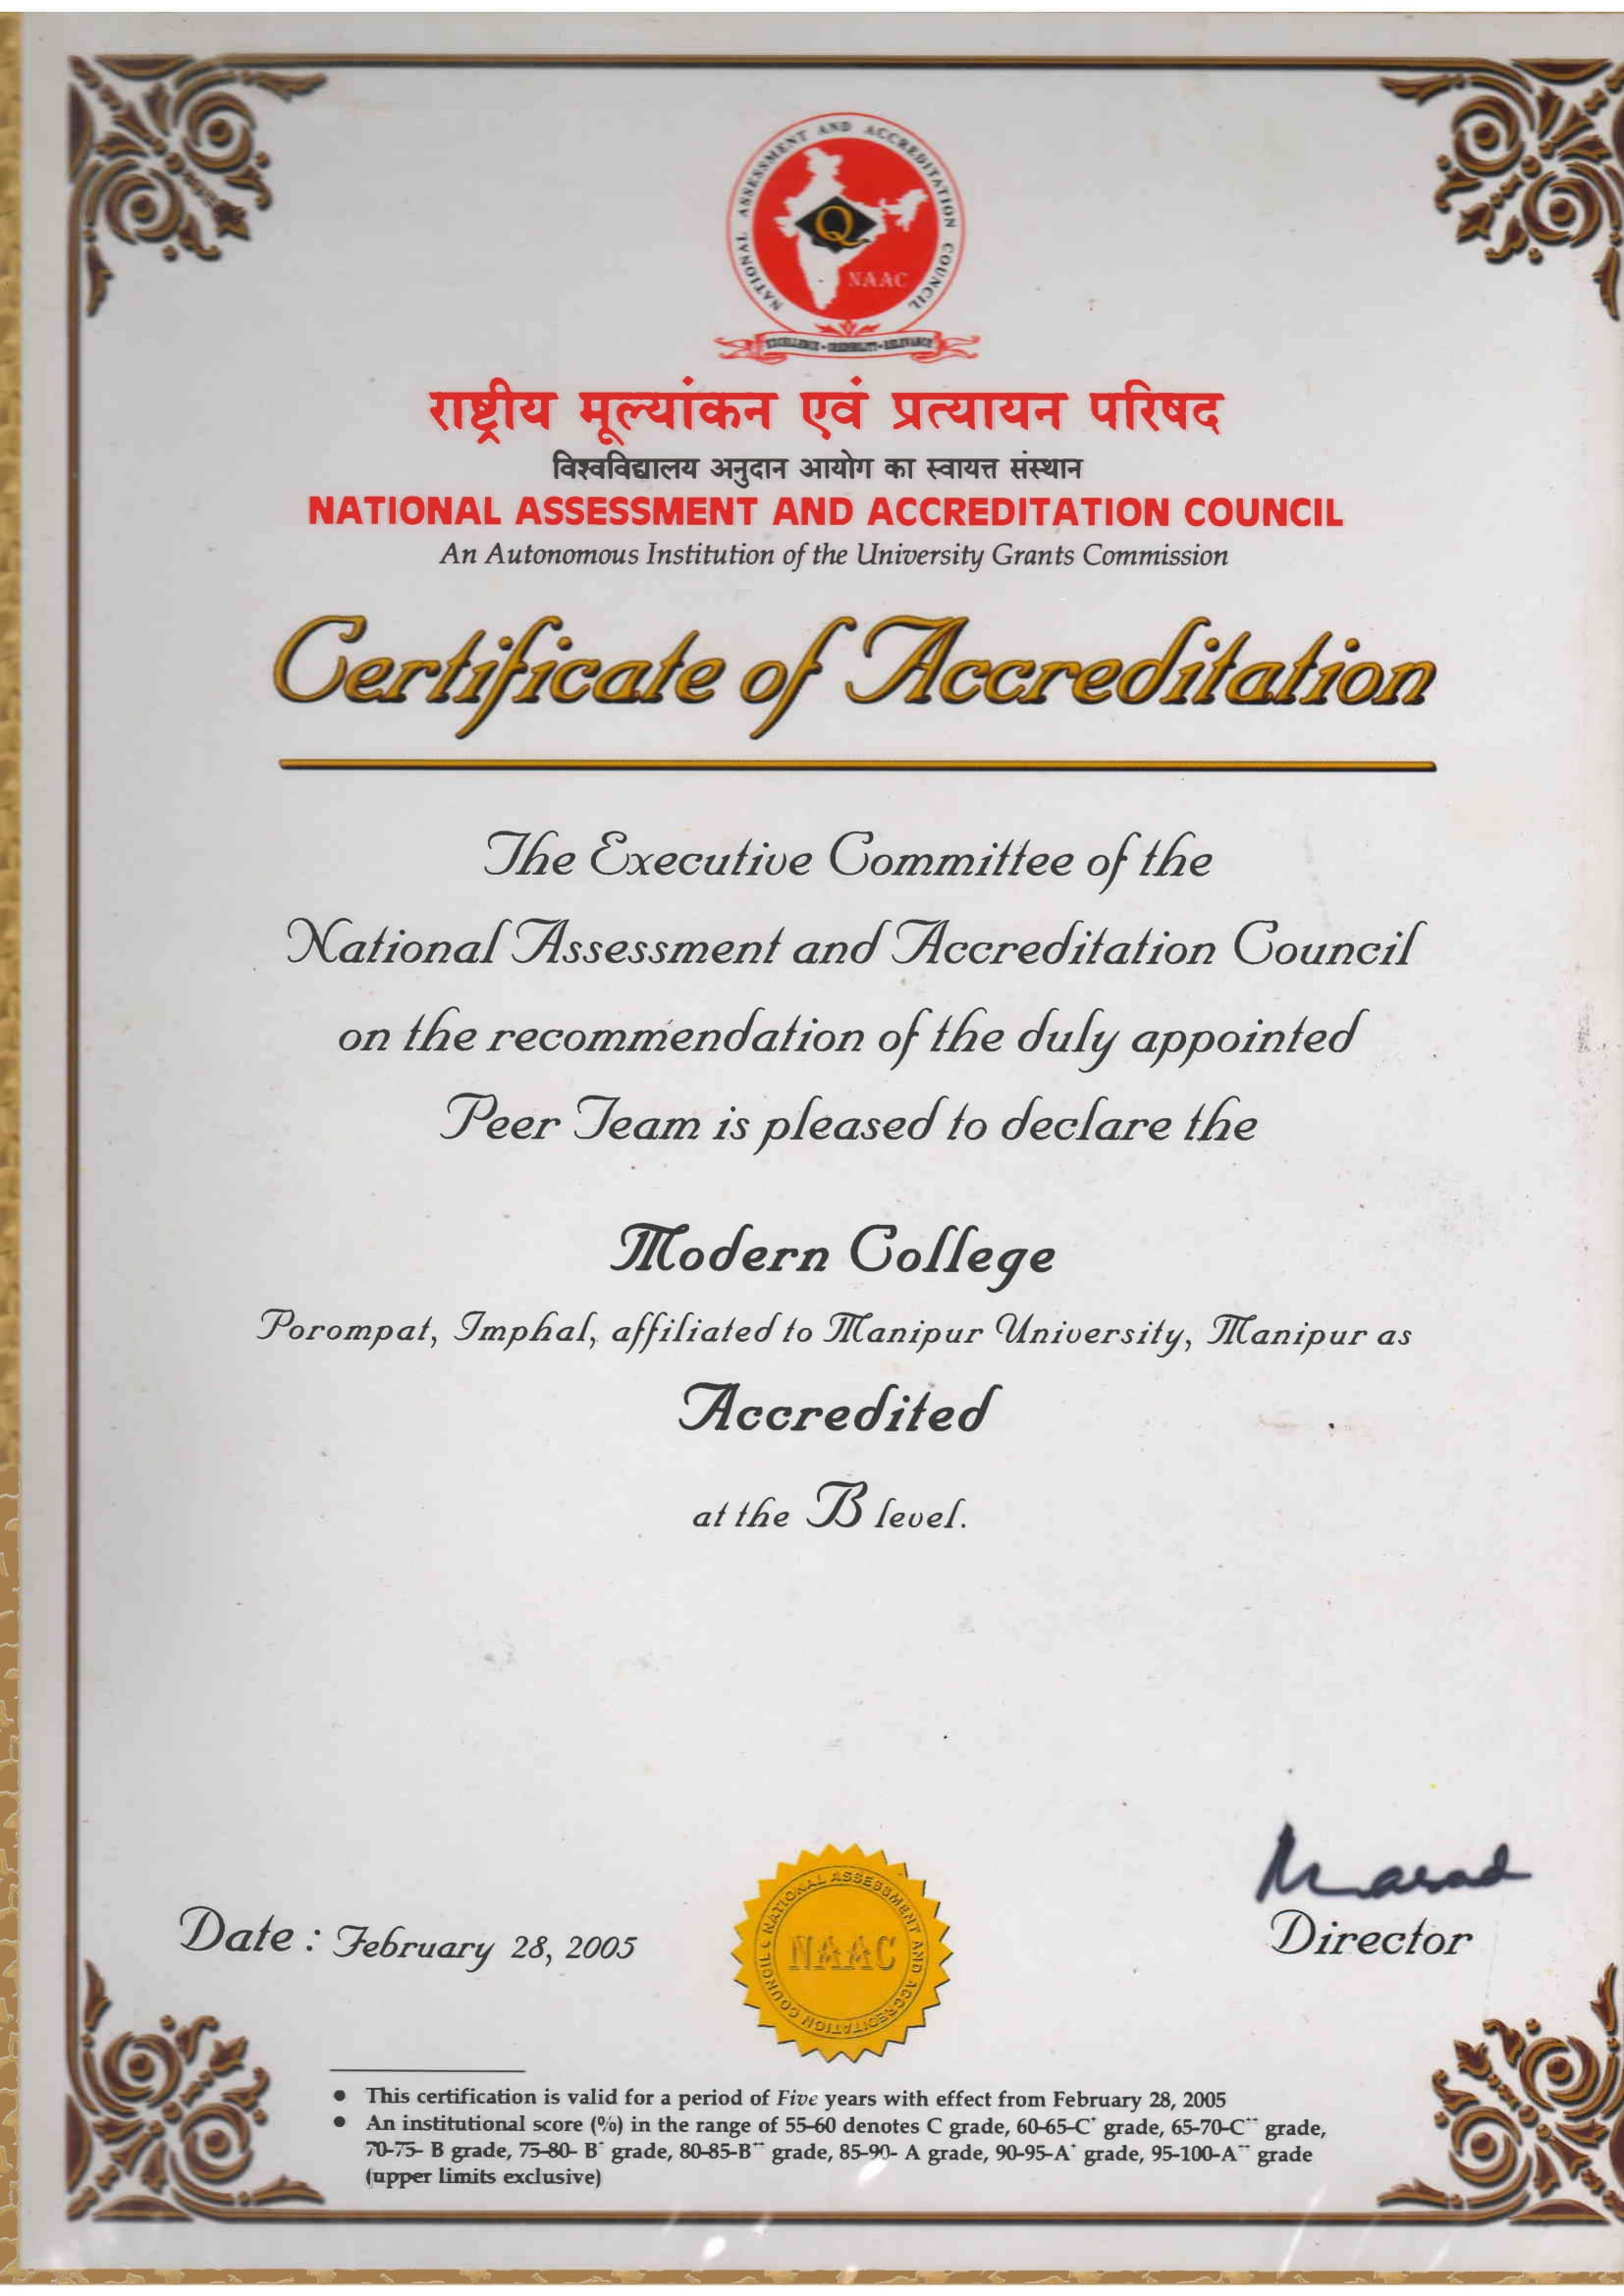 NATIONAL ASSESSMENT AND ACCREDITATION COUNCIL
Q
NAAC
EXCELLENCE - CREDIBILITY - RELEVANCE
राष्ट्रीय मूल्यांकन एवं प्रत्यायन परिषद
विश्वविद्यालय अनुदान आयोग का स्वायत्त संस्थान
NATIONAL ASSESSMENT AND ACCREDITATION COUNCIL
An Autonomous Institution of the University Grants Commission
Certificate of Accreditation
The Executive Committee of the
National Assessment and Accreditation Council
on the recommendation of the duly appointed
Peer Team is pleased to declare the
Modern College
Porompat, Imphal, affiliated to Manipur University, Manipur as
Accredited
at the B level.
Date : February 28, 2005
NATIONAL ASSESSMENT AND ACCREDITATION COUNCIL
NAAC
Director
• This certification is valid for a period of Five years with effect from February 28, 2005
• An institutional score (%) in the range of 55-60 denotes C grade, 60-65-C⁺ grade, 65-70-C⁺⁺ grade,
70-75- B grade, 75-80- B⁺ grade, 80-85-B⁺⁺ grade, 85-90- A grade, 90-95-A⁺ grade, 95-100-A⁺⁺ grade
(upper limits exclusive)